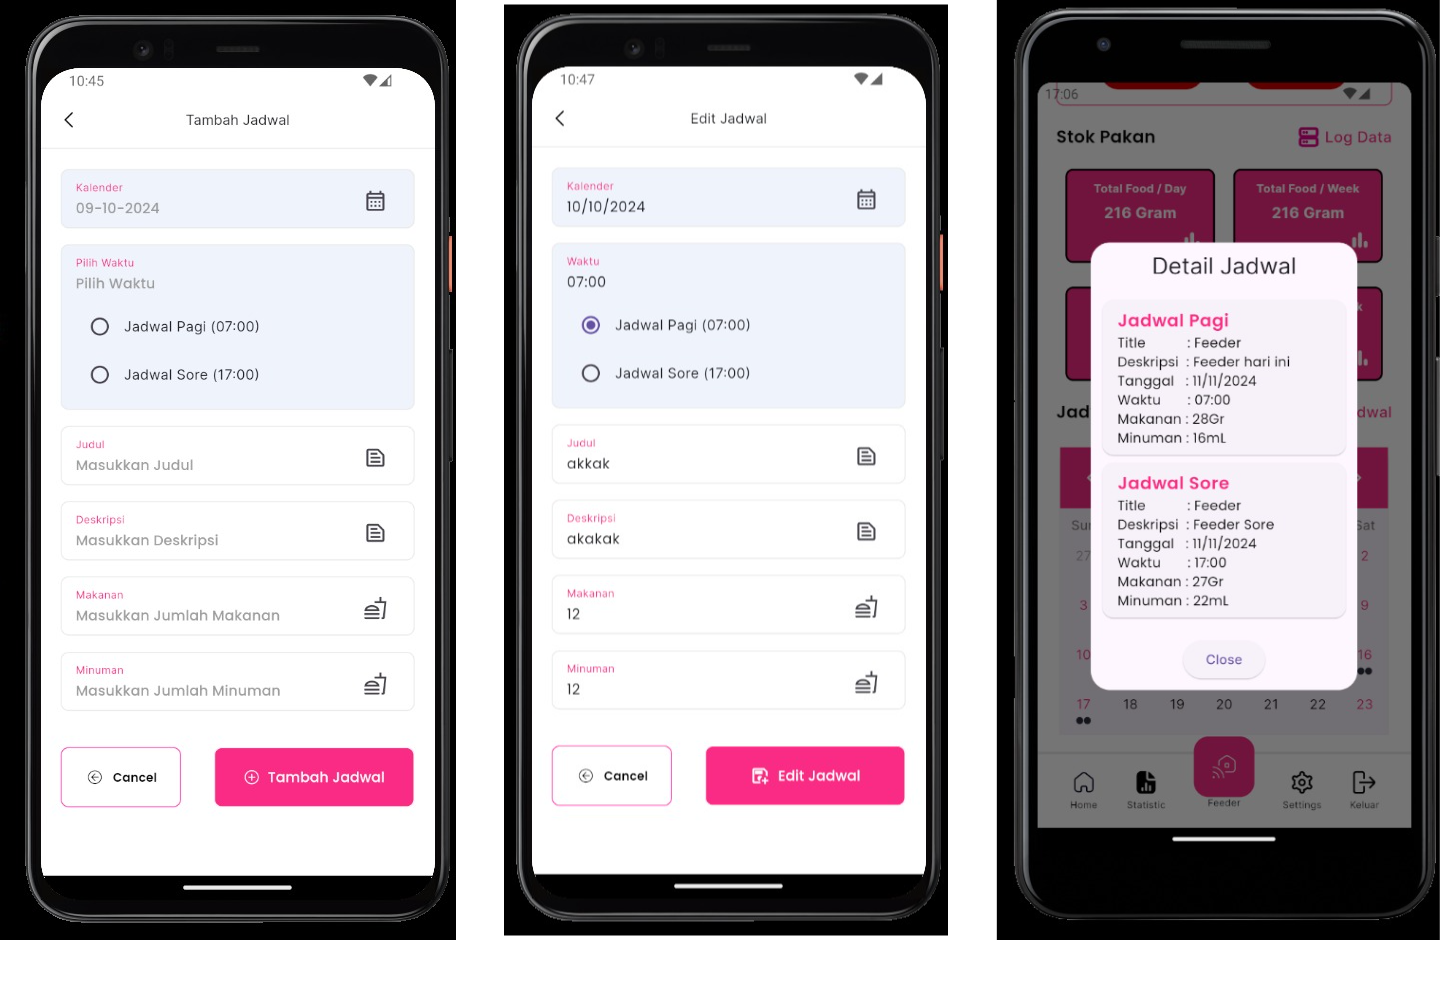 10:45
Tambah Jadwal
Kalender
09-10-2024
Pilih Waktu
Pilih Waktu
Jadwal Pagi (07:00)
Jadwal Sore (17:00)
Judul
Masukkan Judul
Deskripsi
Masukkan Deskripsi
Makanan
Masukkan Jumlah Makanan
Minuman
Masukkan Jumlah Minuman
Cancel
Tambah Jadwal
10:47
Edit Jadwal
Kalender
10/10/2024
Waktu
07:00
Jadwal Pagi (07:00)
Jadwal Sore (17:00)
Judul
akkak
Deskripsi
akakak
Makanan
12
Minuman
12
Cancel
Edit Jadwal
17:06
Stok Pakan Log Data
Total Food / Day Total Food / Week
216 Gram 216 Gram
Detail Jadwal
Jadwal Pagi
Title : Feeder
Deskripsi : Feeder hari ini
Tanggal : 11/11/2024
Waktu : 07:00
Makanan : 28Gr
Minuman : 16mL
Jadwal Sore
Title : Feeder
Deskripsi : Feeder Sore
Tanggal : 11/11/2024
Waktu : 17:00
Makanan : 27Gr
Minuman : 22mL
Close
Sat
27 2
3 9
10 16
17 18 19 20 21 22 23
Home Statistic Feeder Settings Keluar